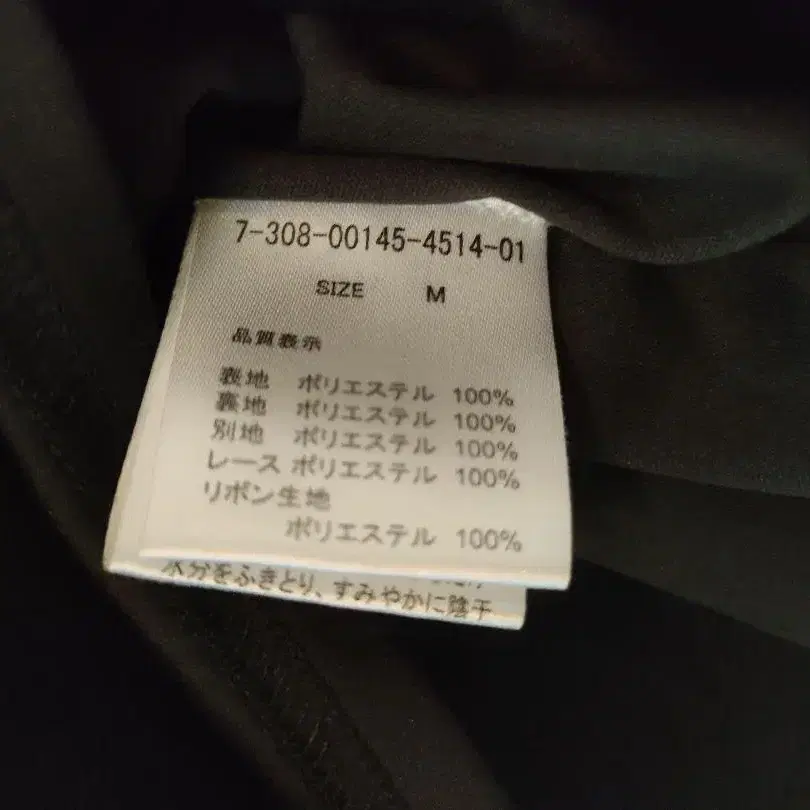 7-308-00145-4514-01
SIZE M
品質表示
表地 ポリエステル 100%
裏地 ポリエステル 100%
別地 ポリエステル 100%
レース ポリエステル 100%
リボン生地
ポリエステル 100%
水分をふきとり、すみやかに陰干